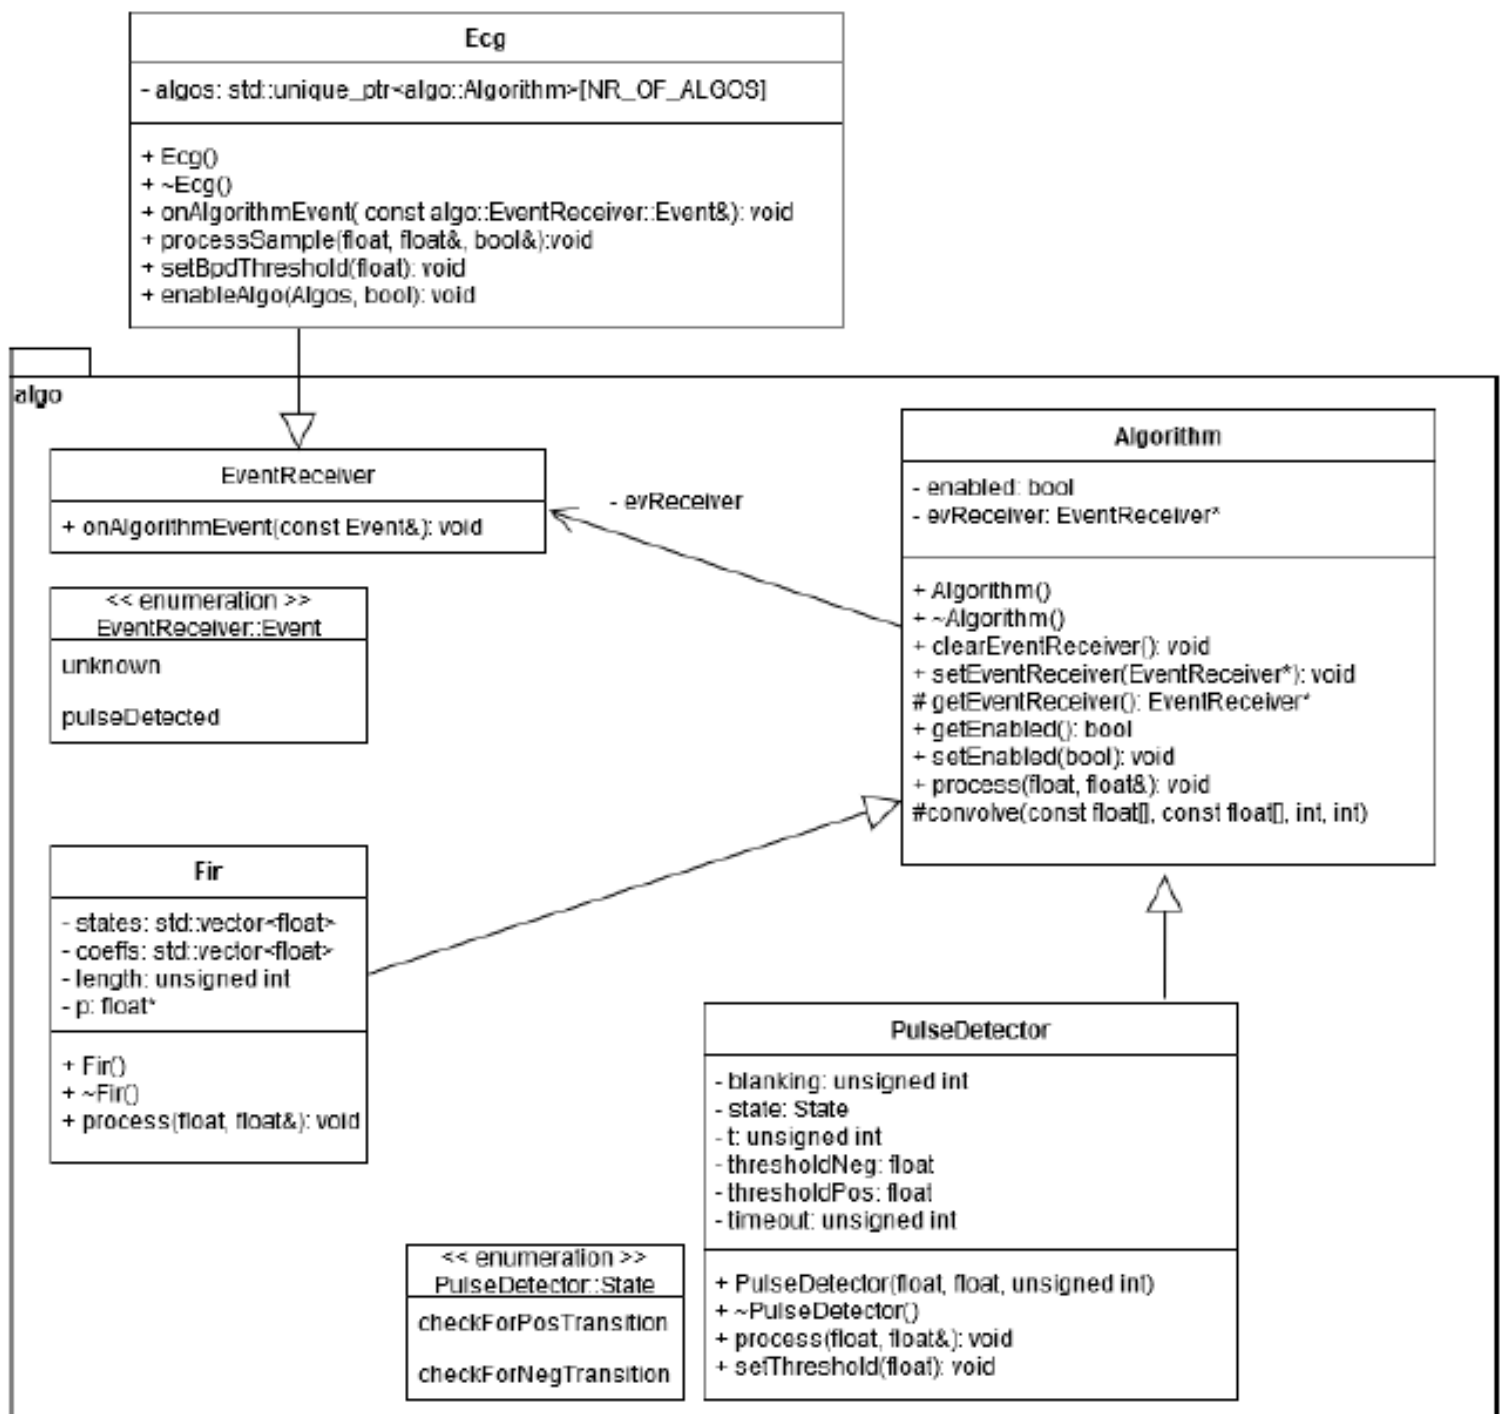 Ecg
- algos: std::unique_ptr<algo::Algorithm>[NR_OF_ALGOS]
+ Ecg()
+ ~Ecg()
+ onAlgorithmEvent( const algo::EventReceiver::Event&): void
+ processSample(float, float&, bool&):void
+ setBpdThreshold(float): void
+ enableAlgo(Algos, bool): void
algo
EventReceiver
+ onAlgorithmEvent(const Event&): void
- evReceiver
<< enumeration >>
EventReceiver::Event
unknown
pulseDetected
Algorithm
- enabled: bool
- evReceiver: EventReceiver*
+ Algorithm()
+ ~Algorithm()
+ clearEventReceiver(): void
+ setEventReceiver(EventReceiver*): void
# getEventReceiver(): EventReceiver*
+ getEnabled(): bool
+ setEnabled(bool): void
+ process(float, float&): void
#convolve(const float[], const float[], int, int)
Fir
- states: std::vector<float>
- coeffs: std::vector<float>
- length: unsigned int
- p: float*
+ Fir()
+ ~Fir()
+ process(float, float&): void
PulseDetector
- blanking: unsigned int
- state: State
- t: unsigned int
- thresholdNeg: float
- thresholdPos: float
- timeout: unsigned int
+ PulseDetector(float, float, unsigned int)
+ ~PulseDetector()
+ process(float, float&): void
+ setThreshold(float): void
<< enumeration >>
PulseDetector::State
checkForPosTransition
checkForNegTransition